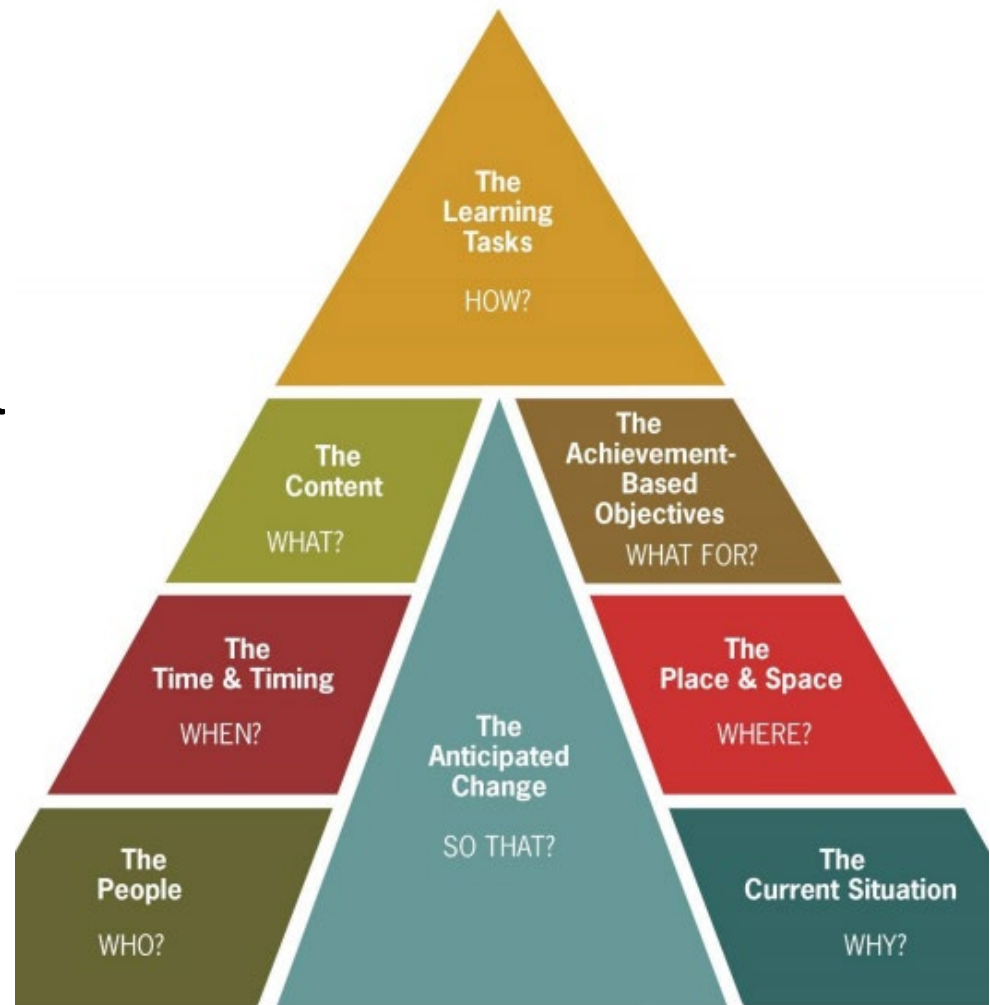 The
Learning
Tasks
HOW?
The
Content
WHAT?
The
Achievement-
Based
Objectives
WHAT FOR?
The
Time & Timing
WHEN?
The
Place & Space
WHERE?
The
Anticipated
Change
SO THAT?
The
People
WHO?
The
Current Situation
WHY?